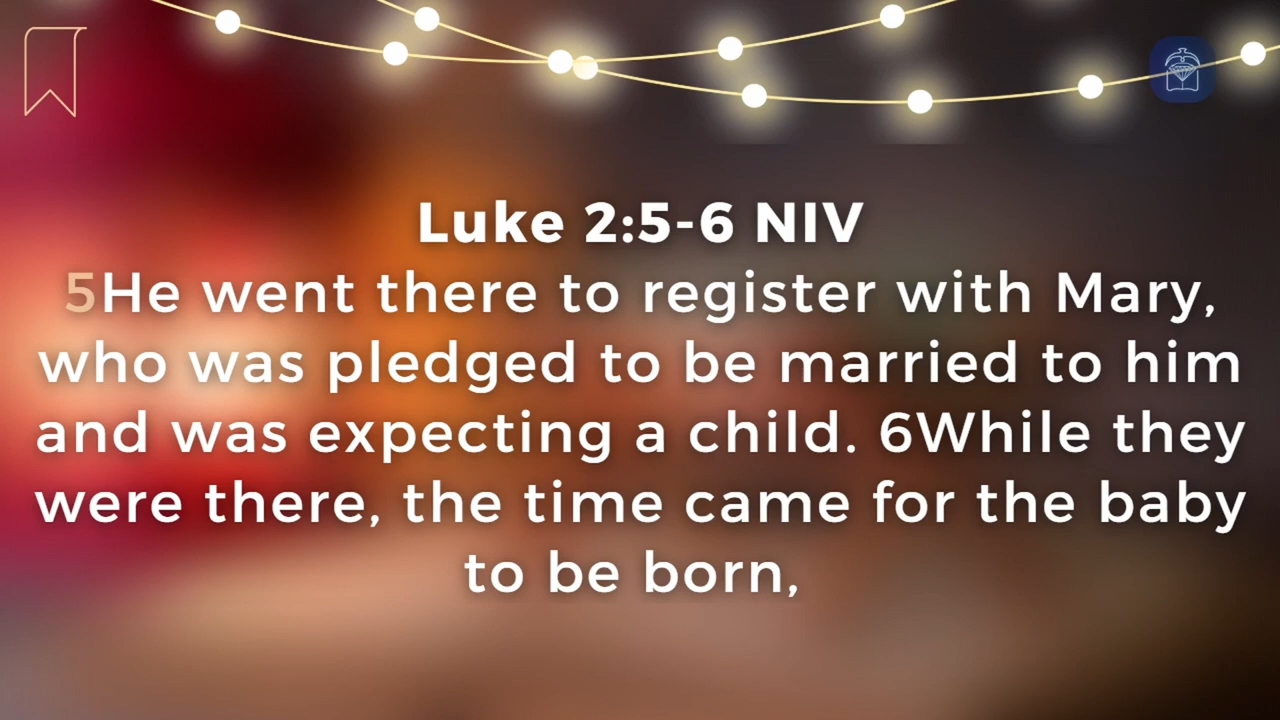 Luke 2:5-6 NIV
5He went there to register with Mary,
who was pledged to be married to him
and was expecting a child. 6While they
were there, the time came for the baby
to be born,